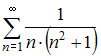 ∞
∑
n=1
1
n·(n²+1)